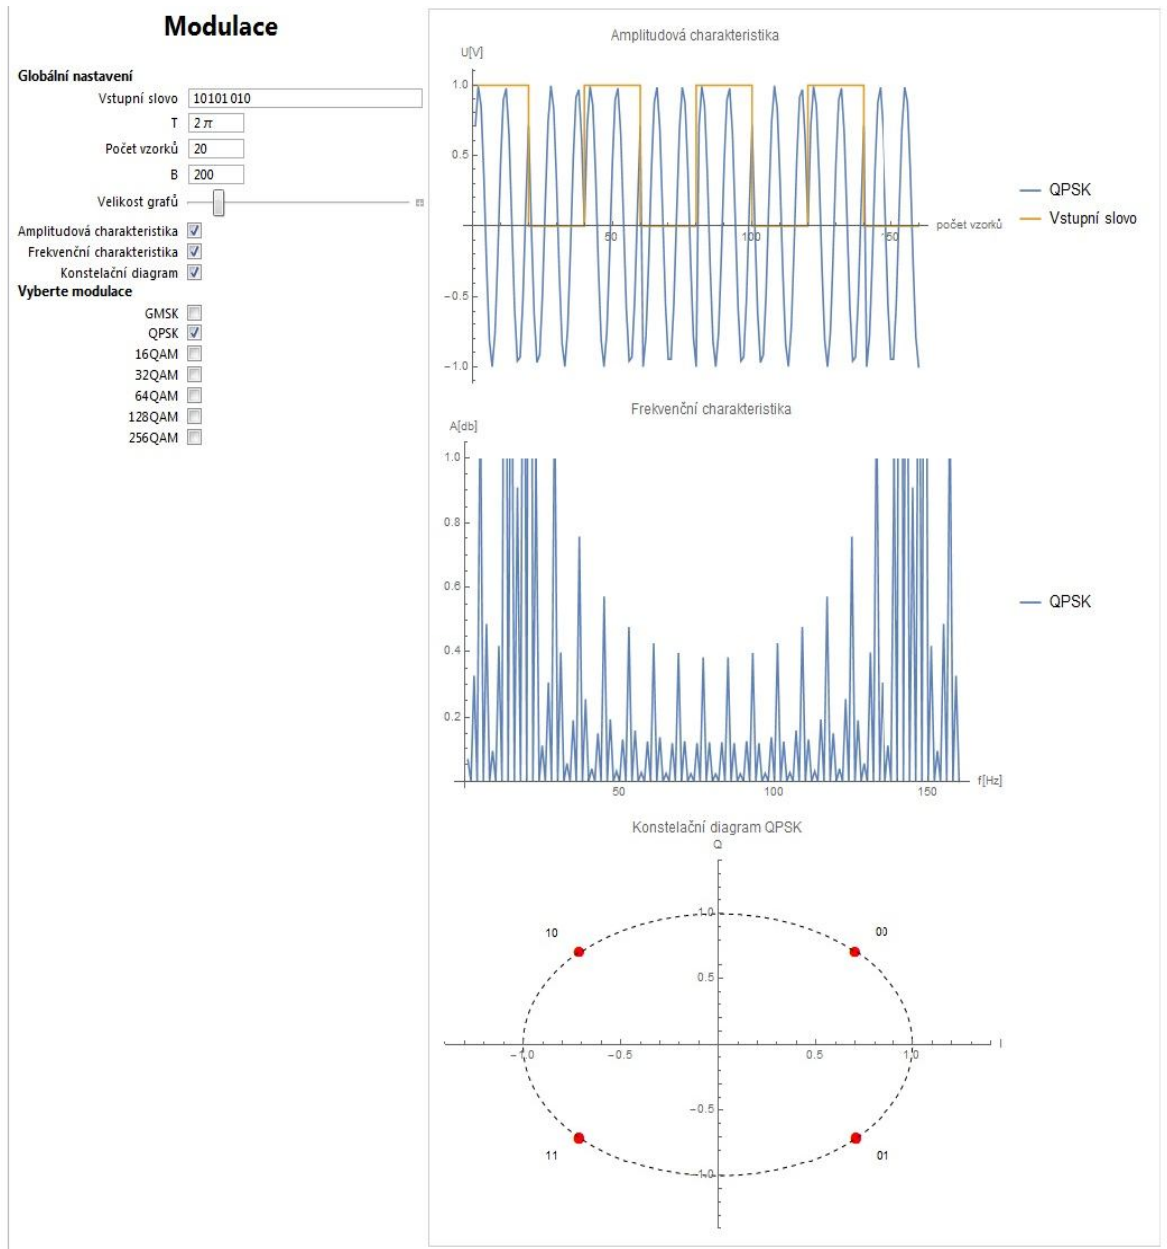 Modulace
Globální nastavení
Vstupní slovo 10101010
T 2 π
Počet vzorků 20
B 200
Velikost grafů
Amplitudová charakteristika
Frekvenční charakteristika
Konstelační diagram
Vyberte modulace
GMSK
QPSK
16QAM
32QAM
64QAM
128QAM
256QAM
Amplitudová charakteristika
U[V]
1.0
0.5
−0.5
−1.0
50
100
150
počet vzorků
QPSK
Vstupní slovo
Frekvenční charakteristika
A[db]
1.0
0.8
0.6
0.4
0.2
50
100
150
f[Hz]
QPSK
Konstelační diagram QPSK
Q
1.0
10
00
0.5
−1.0
−0.5
0.5
1.0
I
−0.5
11
01
−1.0